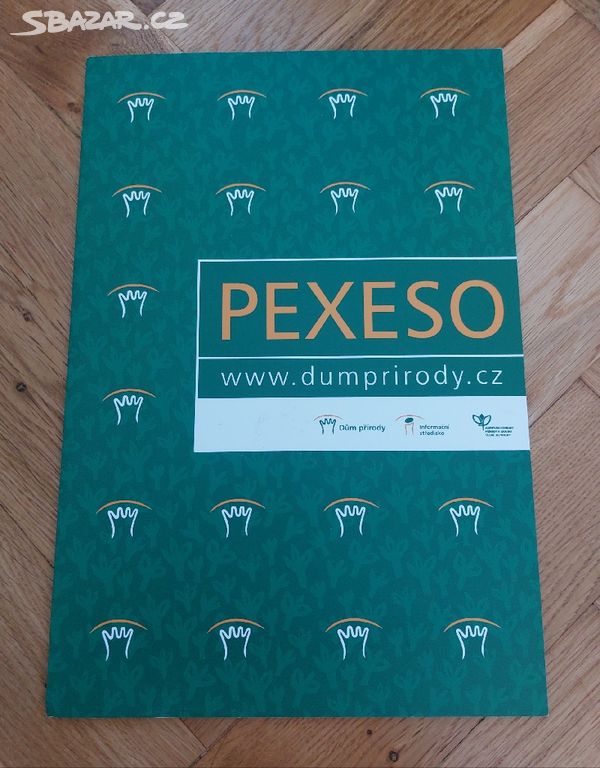 SBAZAR.CZ
PEXESO
www.dumprirody.cz
Dům přírody
Informační
středisko